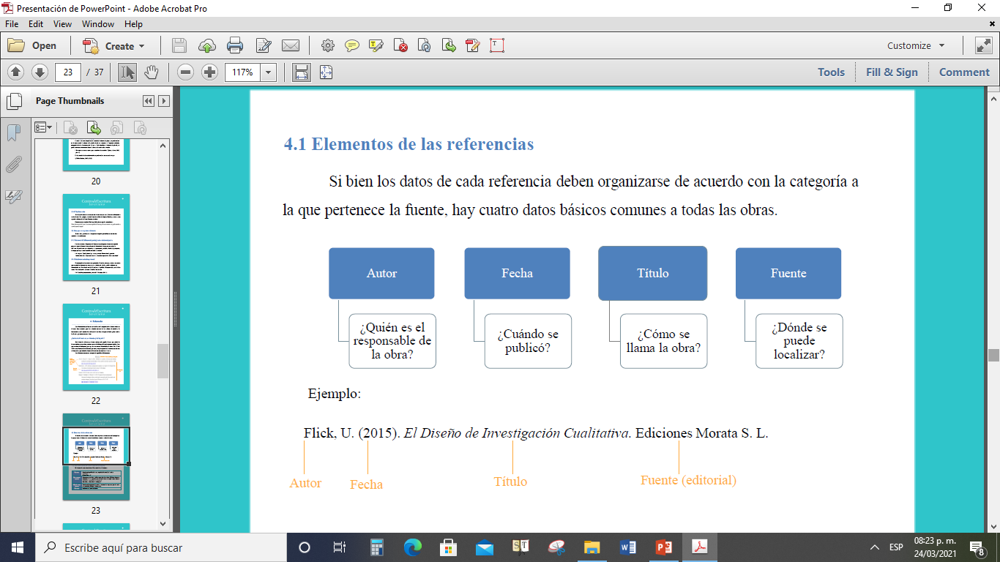 Presentación de PowerPoint - Adobe Acrobat Pro
File Edit View Window Help
Open Create Customize
23 / 37 117% Tools Fill & Sign Comment
Page Thumbnails
20
21
22
23
4.1 Elementos de las referencias
Si bien los datos de cada referencia deben organizarse de acuerdo con la categoría a
la que pertenece la fuente, hay cuatro datos básicos comunes a todas las obras.
Autor Fecha Título Fuente
¿Quién es el
responsable de
la obra?
¿Cuándo se
publicó?
¿Cómo se
llama la obra?
¿Dónde se
puede
localizar?
Ejemplo:
Flick, U. (2015). El Diseño de Investigación Cualitativa. Ediciones Morata S. L.
Autor Fecha Título Fuente (editorial)
Escribe aquí para buscar
ESP
08:23 p. m.
24/03/2021
8